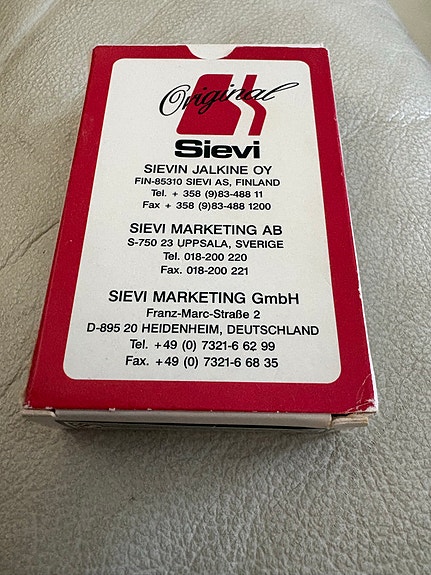 Original
Sievi
SIEVIN JALKINE OY
FIN-85310 SIEVI AS, FINLAND
Tel. + 358 (9)83-488 11
Fax + 358 (9)83-488 1200
SIEVI MARKETING AB
S-750 23 UPPSALA, SVERIGE
Tel. 018-200 220
Fax. 018-200 221
SIEVI MARKETING GmbH
Franz-Marc-Straße 2
D-895 20 HEIDENHEIM, DEUTSCHLAND
Tel. +49 (0) 7321-6 62 99
Fax. +49 (0) 7321-6 68 35